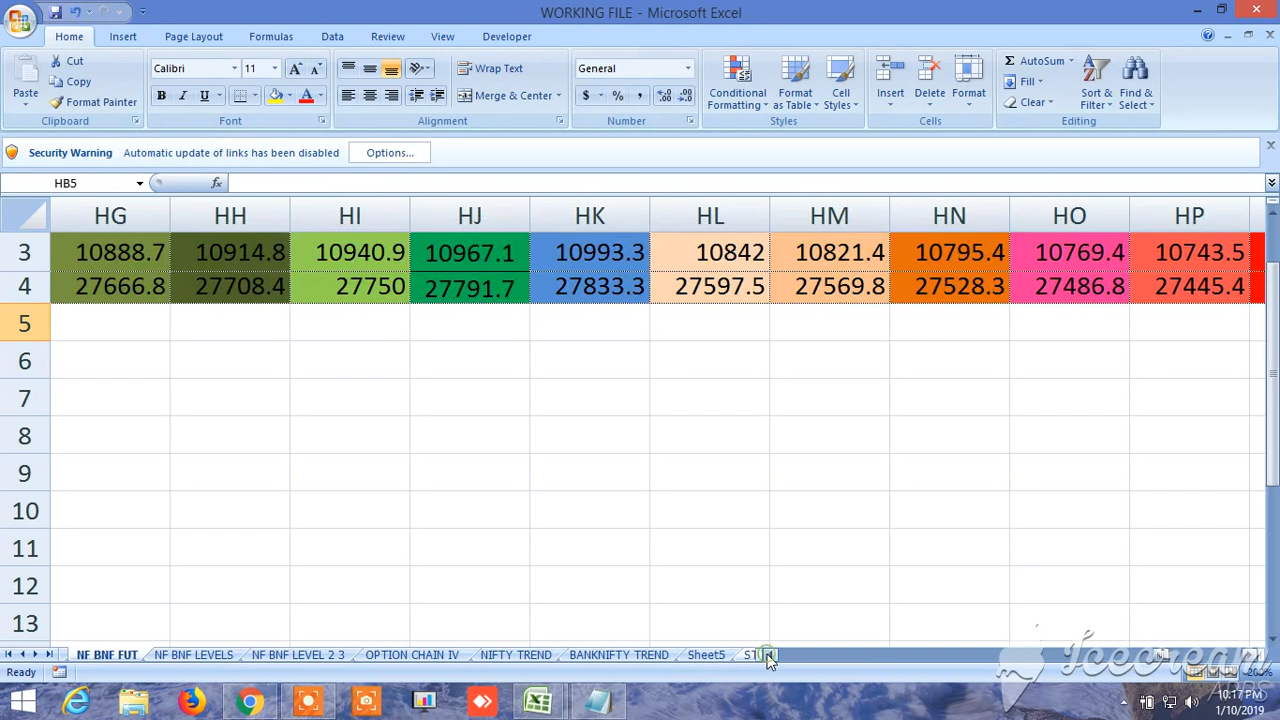 WORKING FILE - Microsoft Excel
Home Insert Page Layout Formulas Data Review View Developer
Cut
Copy
Format Painter
Paste
Clipboard
Calibri 11
B I U
Font
Wrap Text
Merge & Center
Alignment
General
$ % ,
Number
Conditional Formatting
Format as Table
Cell Styles
Styles
Insert Delete Format
Cells
AutoSum
Fill
Clear
Sort & Filter
Find & Select
Editing
Security Warning Automatic update of links has been disabled Options...
HB5 fx
HG HH HI HJ HK HL HM HN HO HP
3 10888.7 10914.8 10940.9 10967.1 10993.3 10842 10821.4 10795.4 10769.4 10743.5
4 27666.8 27708.4 27750 27791.7 27833.3 27597.5 27569.8 27528.3 27486.8 27445.4
5
6
7
8
9
10
11
12
13
NF BNF FUT NF BNF LEVELS NF BNF LEVEL 2 3 OPTION CHAIN IV NIFTY TREND BANKNIFTY TREND Sheet5 ST
Ready 200%
Icecream
APPS
10:17 PM
1/10/2019